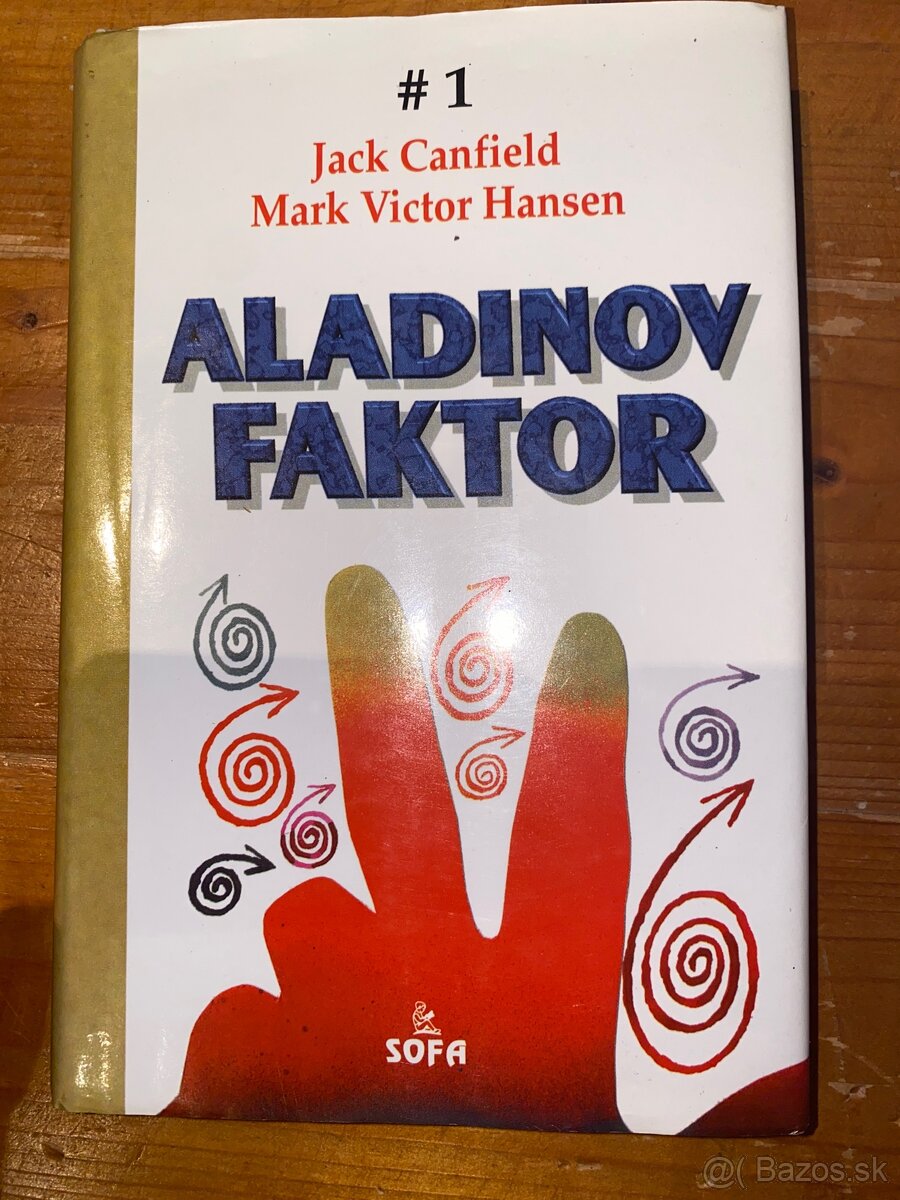 # 1
Jack Canfield
Mark Victor Hansen
ALADINOV
FAKTOR
SOFA
@( Bazos.sk